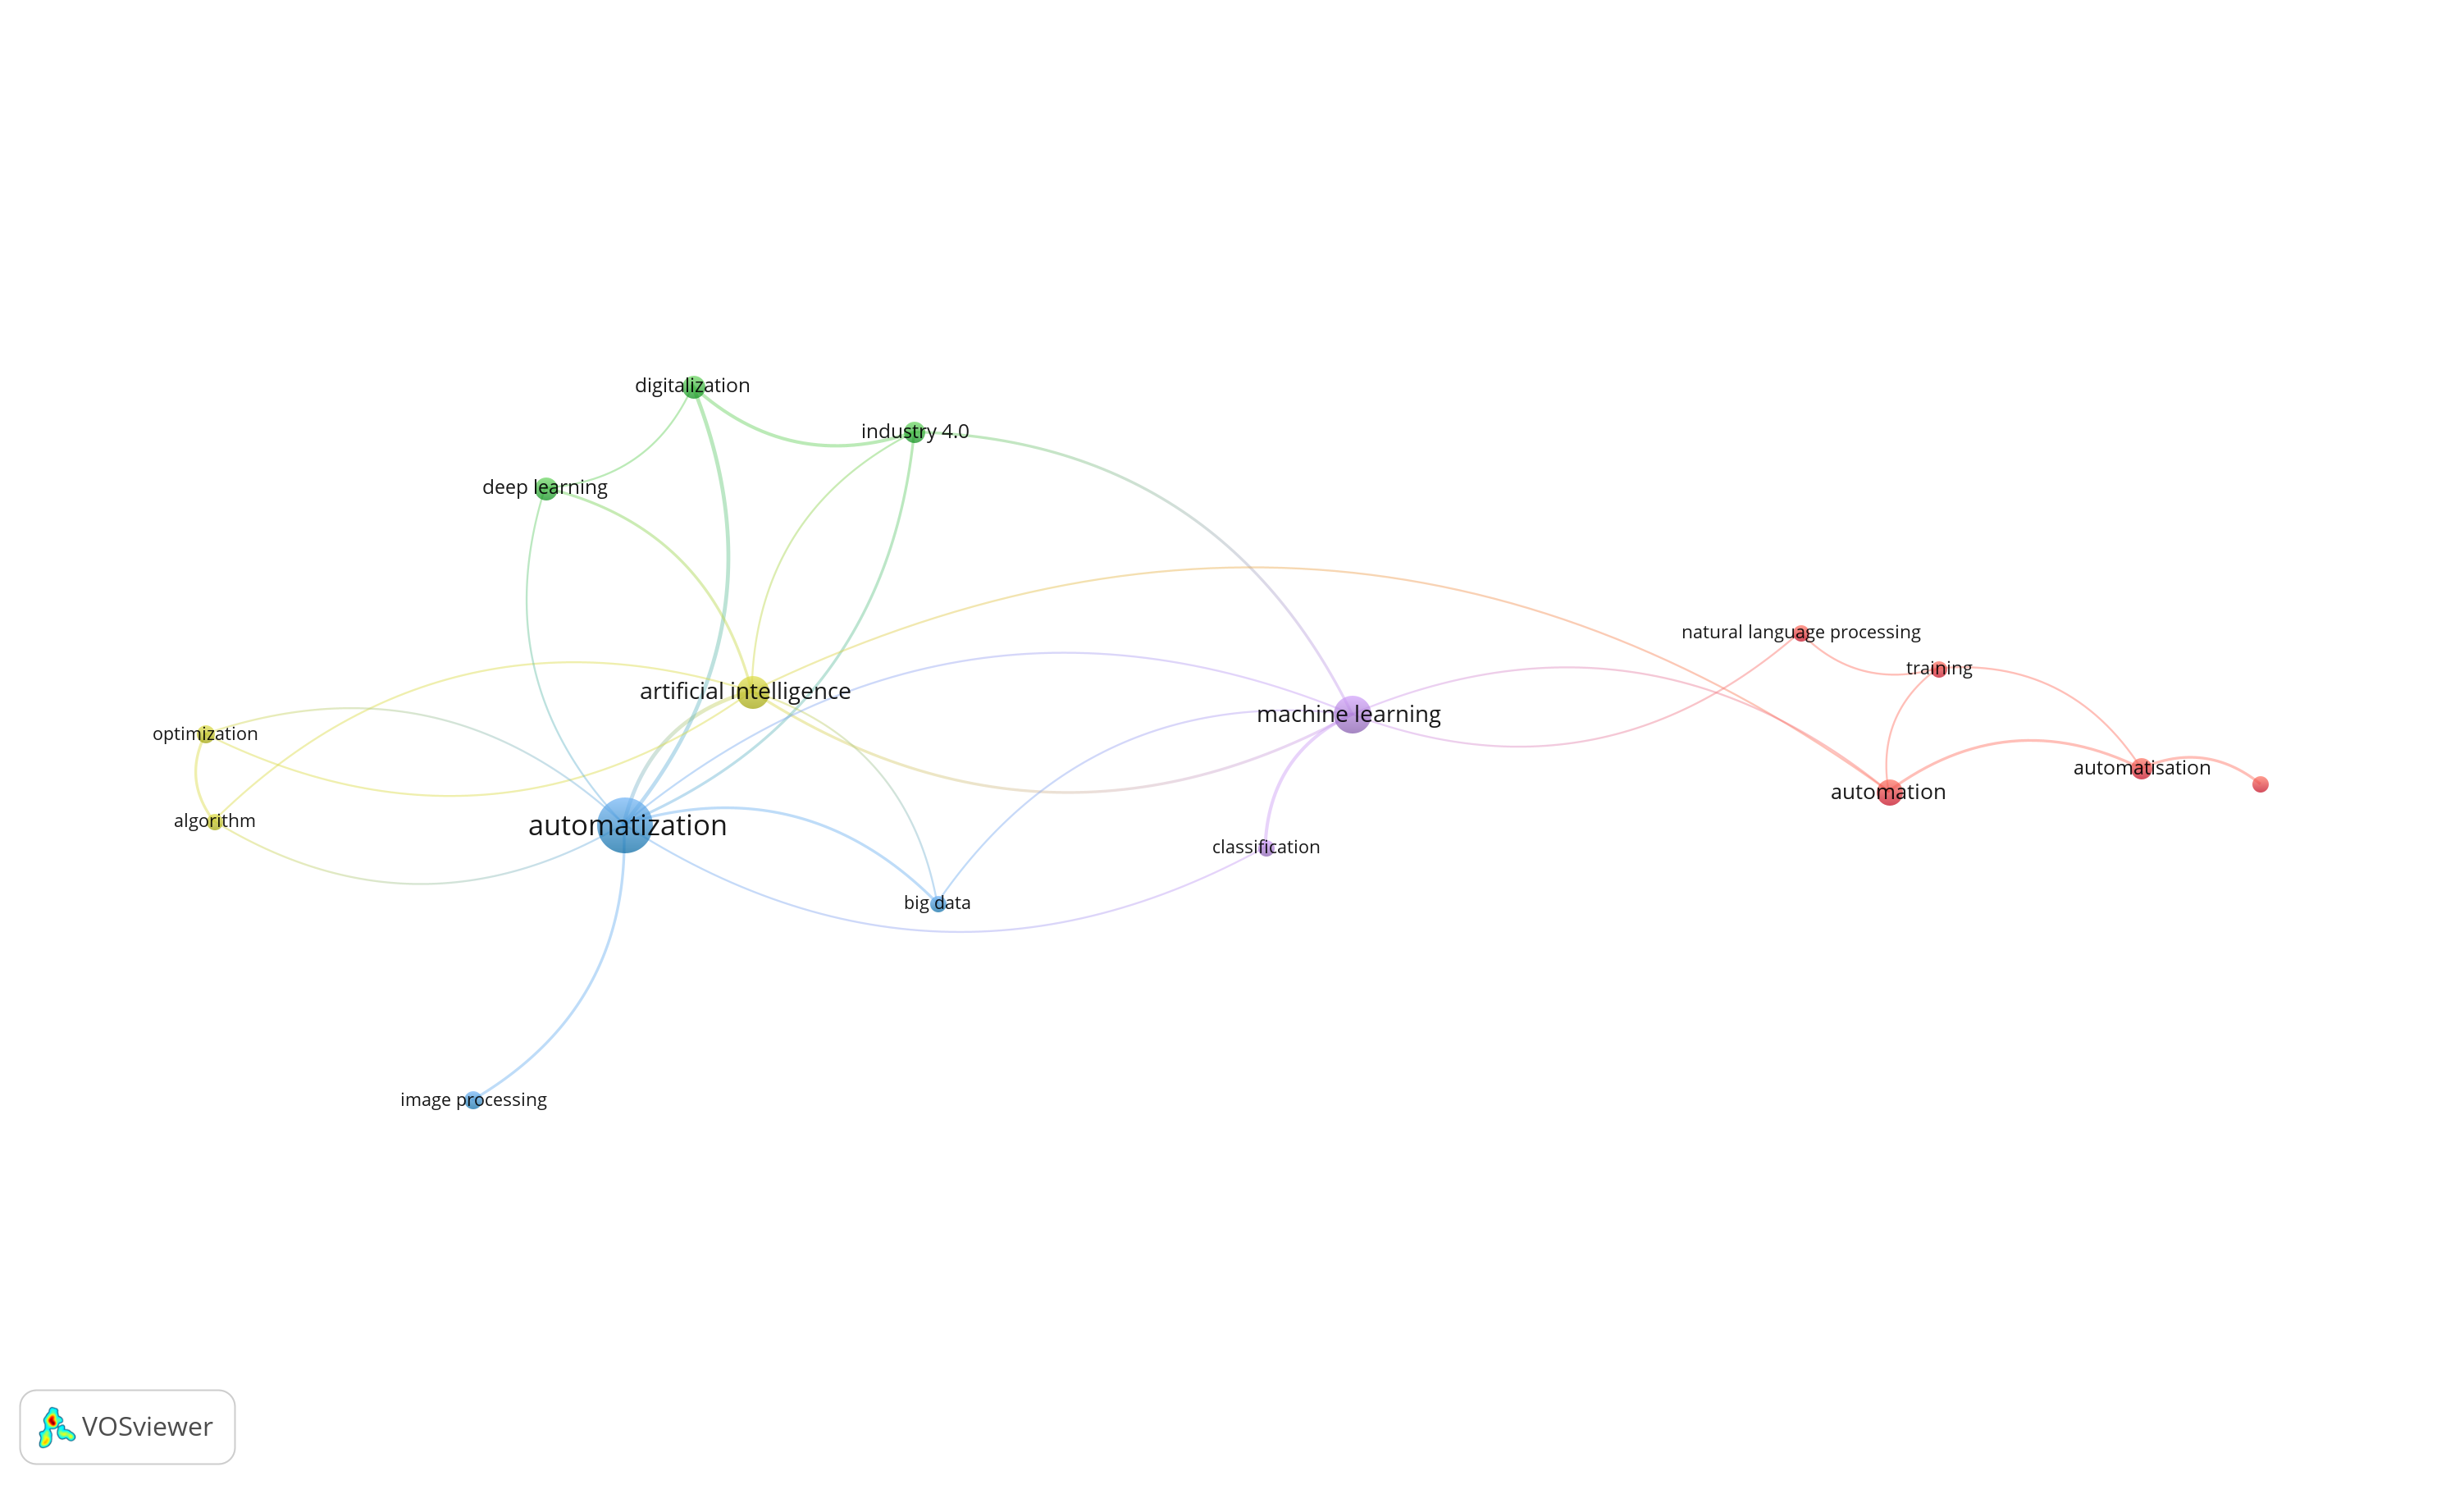 digitalization
industry 4.0
deep learning
natural language processing
training
artificial intelligence
machine learning
optimization
automatisation
automation
algorithm
automatization
classification
big data
image processing
VOSviewer